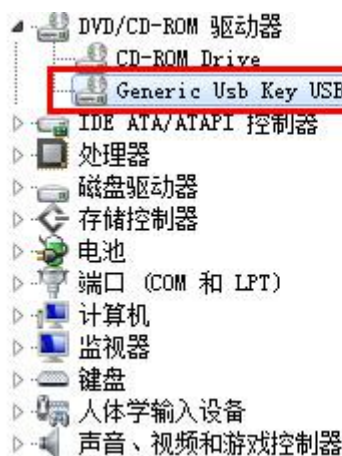 DVD/CD-ROM 驱动器
CD-ROM Drive
Generic Usb Key USB
IDE ATA/ATAPI 控制器
处理器
磁盘驱动器
存储控制器
电池
端口 (COM 和 LPT)
计算机
监视器
键盘
人体学输入设备
声音、视频和游戏控制器